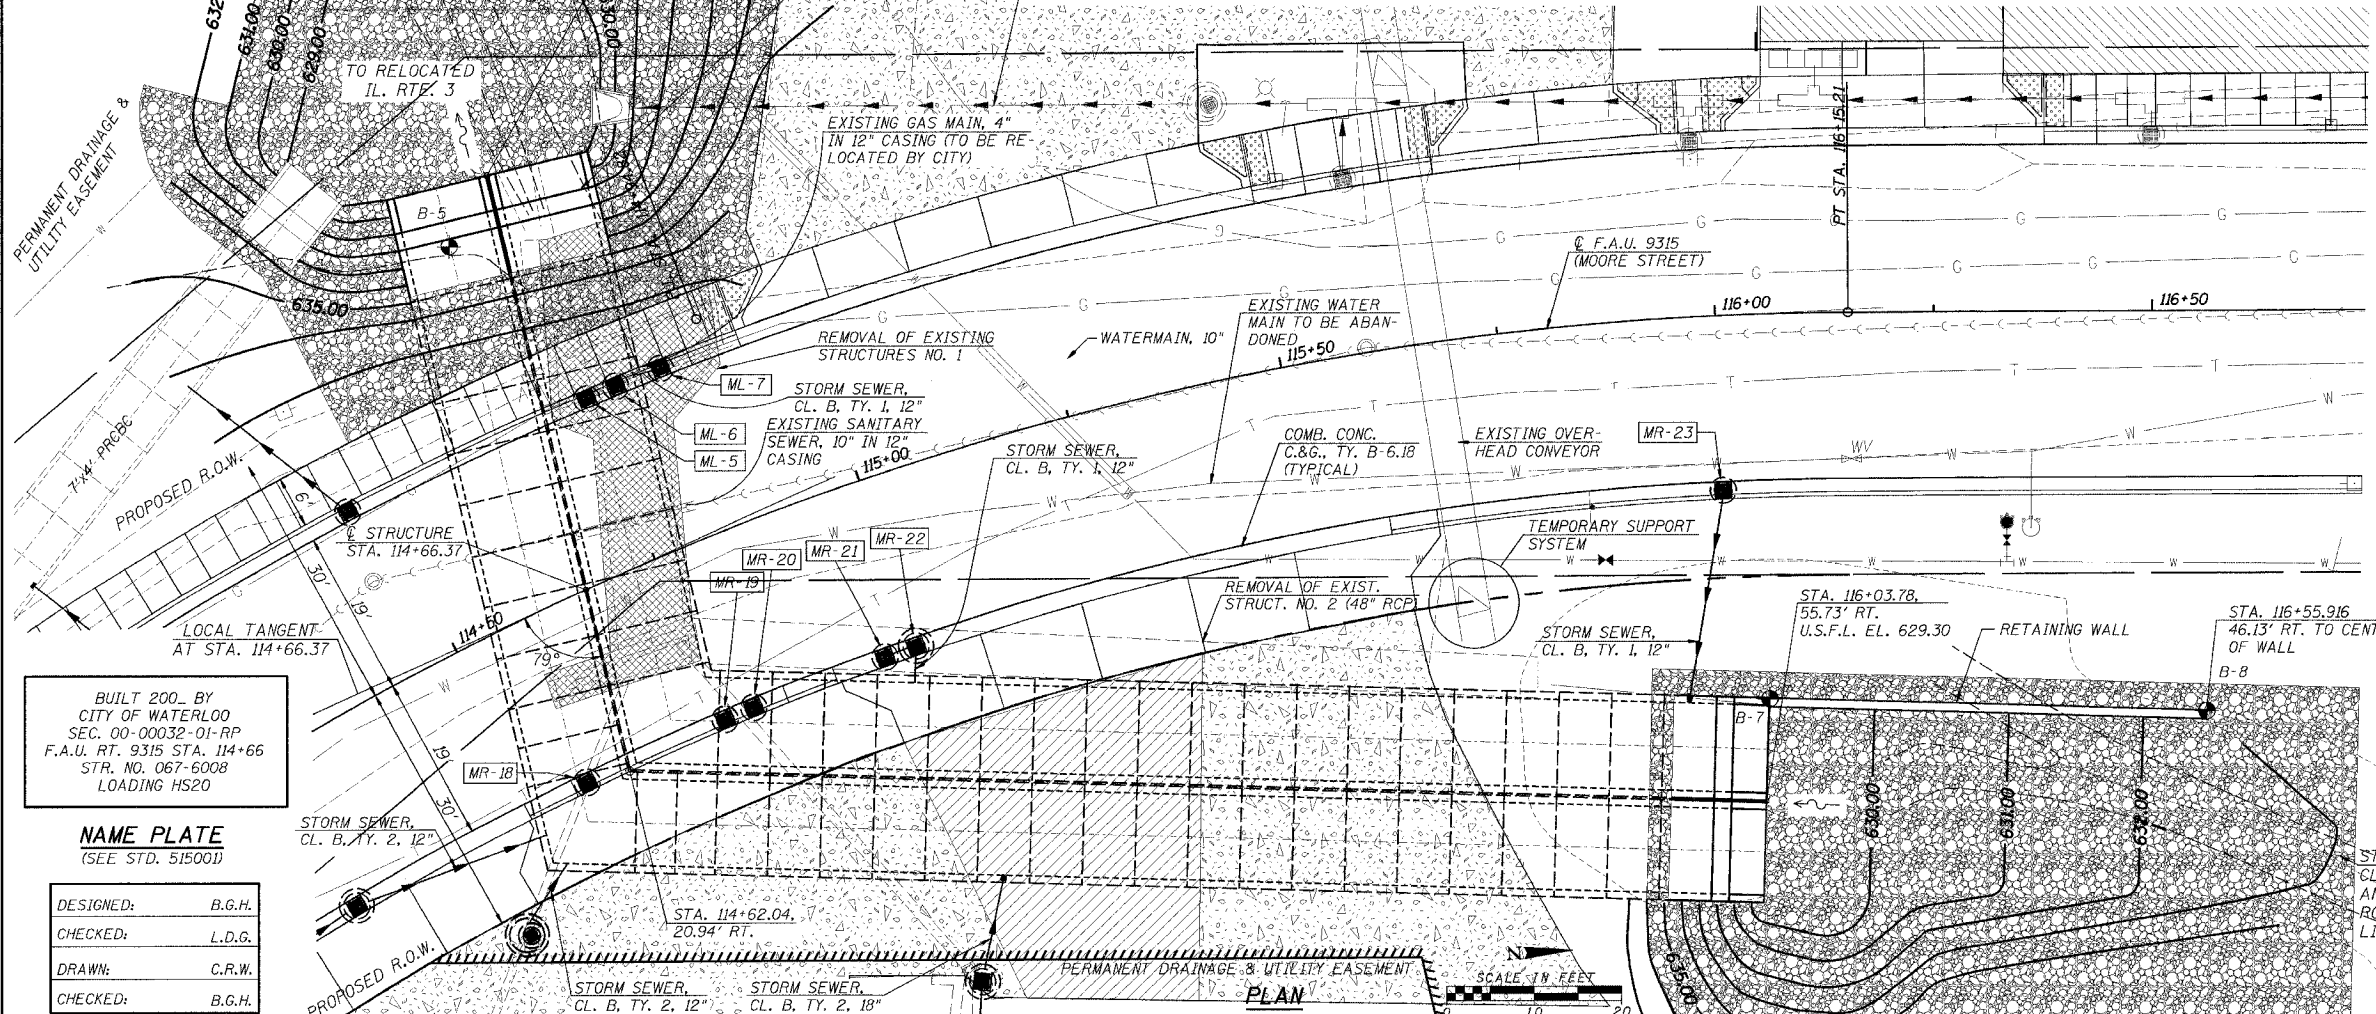 632
631.00
630.00
629.00
630.00
TO RELOCATED
IL. RTE. 3
PERMANENT DRAINAGE &
UTILITY EASEMENT
EXISTING GAS MAIN, 4"
IN 12" CASING (TO BE RE-
LOCATED BY CITY)
PT STA. 116+15.21
B-5
635.00
₵ F.A.U. 9315
(MOORE STREET)
116+00
116+50
EXISTING WATER
MAIN TO BE ABAN-
DONED
WATERMAIN, 10"
115+50
REMOVAL OF EXISTING
STRUCTURES NO. 1
ML-7
STORM SEWER,
CL. B, TY. 1, 12"
ML-6
ML-5
EXISTING SANITARY
SEWER, 10" IN 12"
CASING
115+00
STORM SEWER,
CL. B, TY. 1, 12"
COMB. CONC.
C.&G., TY. B-6.18
(TYPICAL)
EXISTING OVER-
HEAD CONVEYOR
MR-23
WV
7'x4' PRCBC
PROPOSED R.O.W.
6'
₵ STRUCTURE
STA. 114+66.37
30'
19'
TEMPORARY SUPPORT
SYSTEM
MR-22
MR-21
MR-20
MR-19
REMOVAL OF EXIST.
STRUCT. NO. 2 (48" RCP)
LOCAL TANGENT
AT STA. 114+66.37
114+50
79°
STORM SEWER,
CL. B, TY. 1, 12"
STA. 116+03.78,
55.73' RT.
U.S.F.L. EL. 629.30
RETAINING WALL
STA. 116+55.916
46.13' RT. TO CENT
OF WALL
B-8
B-7
BUILT 200_ BY
CITY OF WATERLOO
SEC. 00-00032-01-RP
F.A.U. RT. 9315 STA. 114+66
STR. NO. 067-6008
LOADING HS20
NAME PLATE
(SEE STD. 515001)
19'
30'
MR-18
STORM SEWER,
CL. B, TY. 2, 12"
630.00
631.00
632.00
635.00
DESIGNED: B.G.H.
CHECKED: L.D.G.
DRAWN: C.R.W.
CHECKED: B.G.H.
PROPOSED R.O.W.
STA. 114+62.04,
20.94' RT.
STORM SEWER,
CL. B, TY. 2, 12"
STORM SEWER,
CL. B, TY. 2, 18"
PERMANENT DRAINAGE & UTILITY EASEMENT
N
PLAN
SCALE IN FEET
0 10 20